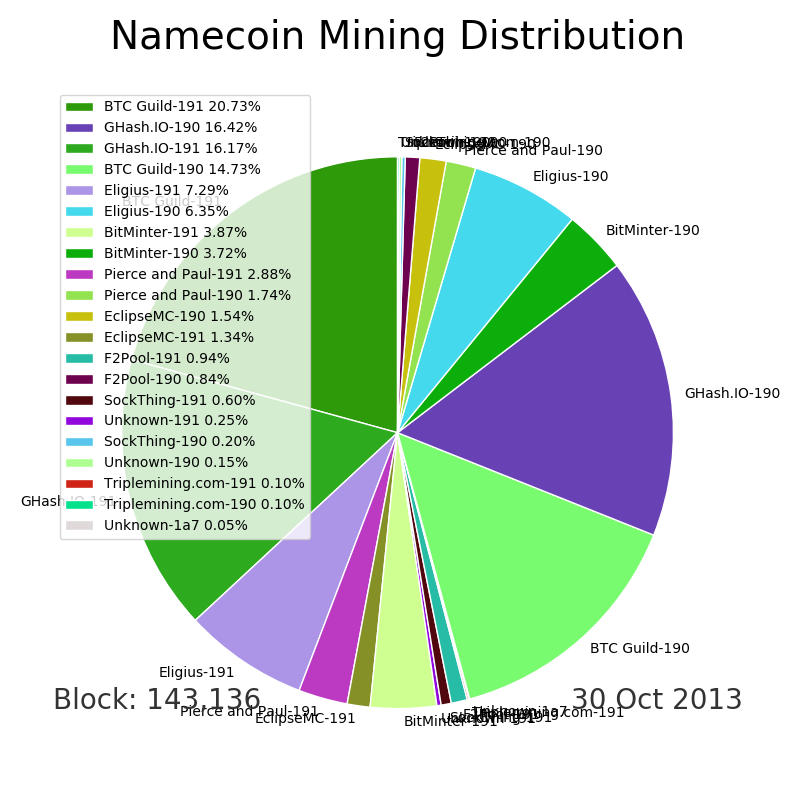 Namecoin Mining Distribution
BTC Guild-191 20.73%
GHash.IO-190 16.42%
GHash.IO-191 16.17%
BTC Guild-190 14.73%
Eligius-191 7.29%
Eligius-190 6.35%
BitMinter-191 3.87%
BitMinter-190 3.72%
Pierce and Paul-191 2.88%
Pierce and Paul-190 1.74%
EclipseMC-190 1.54%
EclipseMC-191 1.34%
F2Pool-191 0.94%
F2Pool-190 0.84%
SockThing-191 0.60%
Unknown-191 0.25%
SockThing-190 0.20%
Unknown-190 0.15%
Triplemining.com-191 0.10%
Triplemining.com-190 0.10%
Unknown-1a7 0.05%
Pierce and Paul-190
Eligius-190
BitMinter-190
GHash.IO-190
BTC Guild-190
BTC Guild-191
GHash.IO-191
Eligius-191
Pierce and Paul-191
EclipseMC-191
BitMinter-191
Block: 143,136
30 Oct 2013